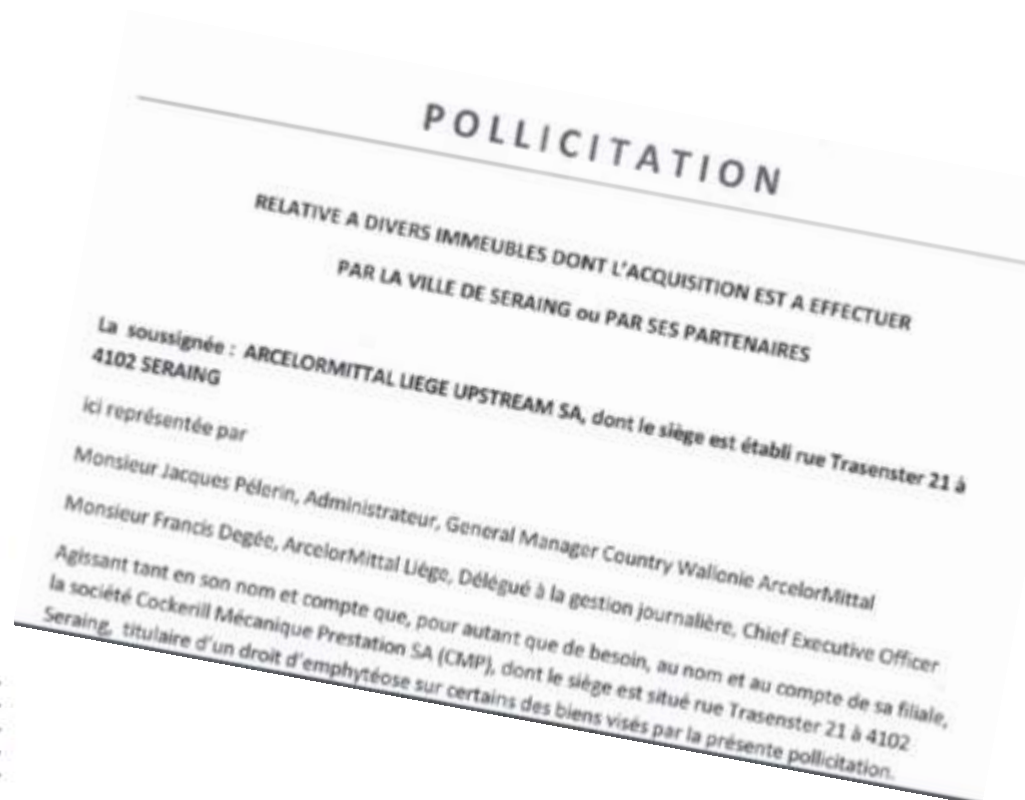 POLLICITATION
RELATIVE A DIVERS IMMEUBLES DONT L'ACQUISITION EST A EFFECTUER
PAR LA VILLE DE SERAING ou PAR SES PARTENAIRES
La soussignée : ARCELORMITTAL LIEGE UPSTREAM SA, dont le siège est établi rue Trasenster 21 à
4102 SERAING
ici représentée par
Monsieur Jacques Pélerin, Administrateur, General Manager Country Wallonie ArcelorMittal
Monsieur Francis Degée, ArcelorMittal Liège, Délégué à la gestion journalière, Chief Executive Officer
Agissant tant en son nom et compte que, pour autant que de besoin, au nom et au compte de sa filiale,
la société Cockerill Mécanique Prestation SA (CMP), dont le siège est situé rue Trasenster 21 à 4102
Seraing, titulaire d'un droit d'emphytéose sur certains des biens visés par la présente pollicitation.